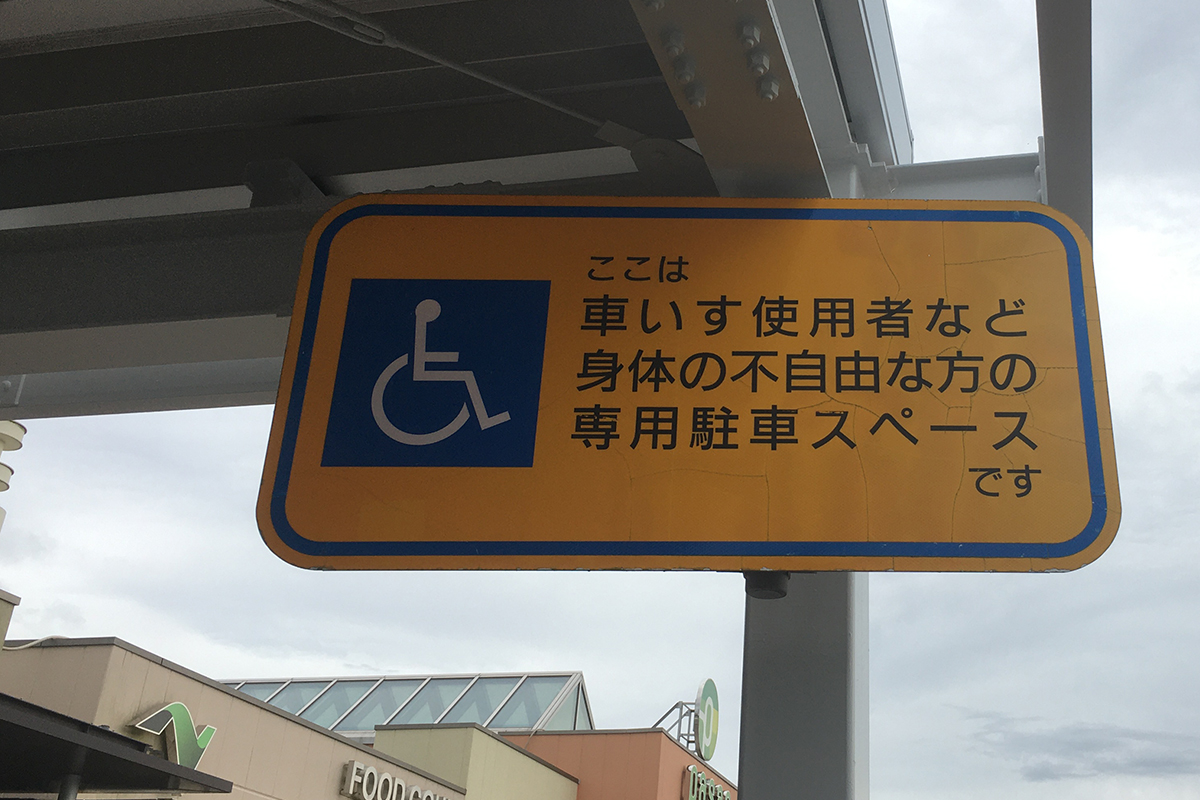 ここは
車いす使用者など
身体の不自由な方の
専用駐車スペース
です
FOOD